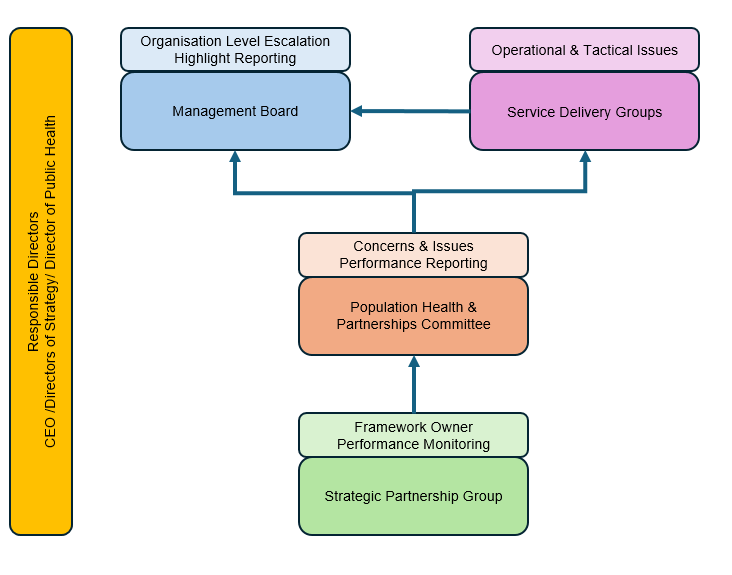 Responsible Directors
CEO /Directors of Strategy/ Director of Public Health
Organisation Level Escalation
Highlight Reporting
Management Board
Operational & Tactical Issues
Service Delivery Groups
Concerns & Issues
Performance Reporting
Population Health &
Partnerships Committee
Framework Owner
Performance Monitoring
Strategic Partnership Group